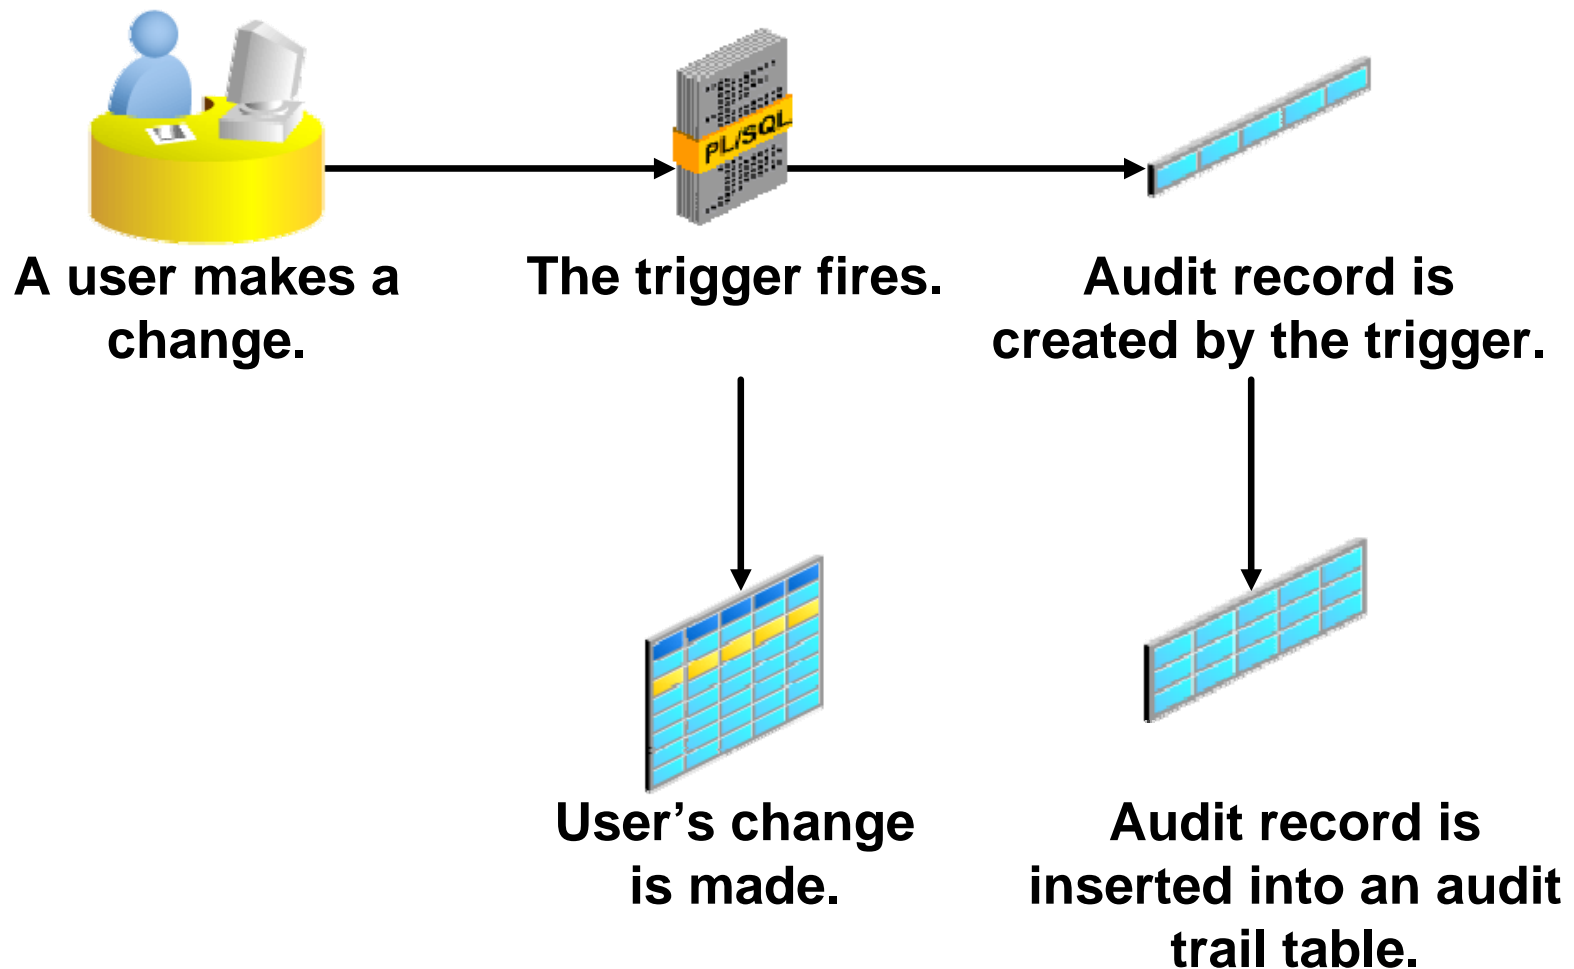 PL/SQL
A user makes a
change.
The trigger fires.
Audit record is
created by the trigger.
User’s change
is made.
Audit record is
inserted into an audit
trail table.